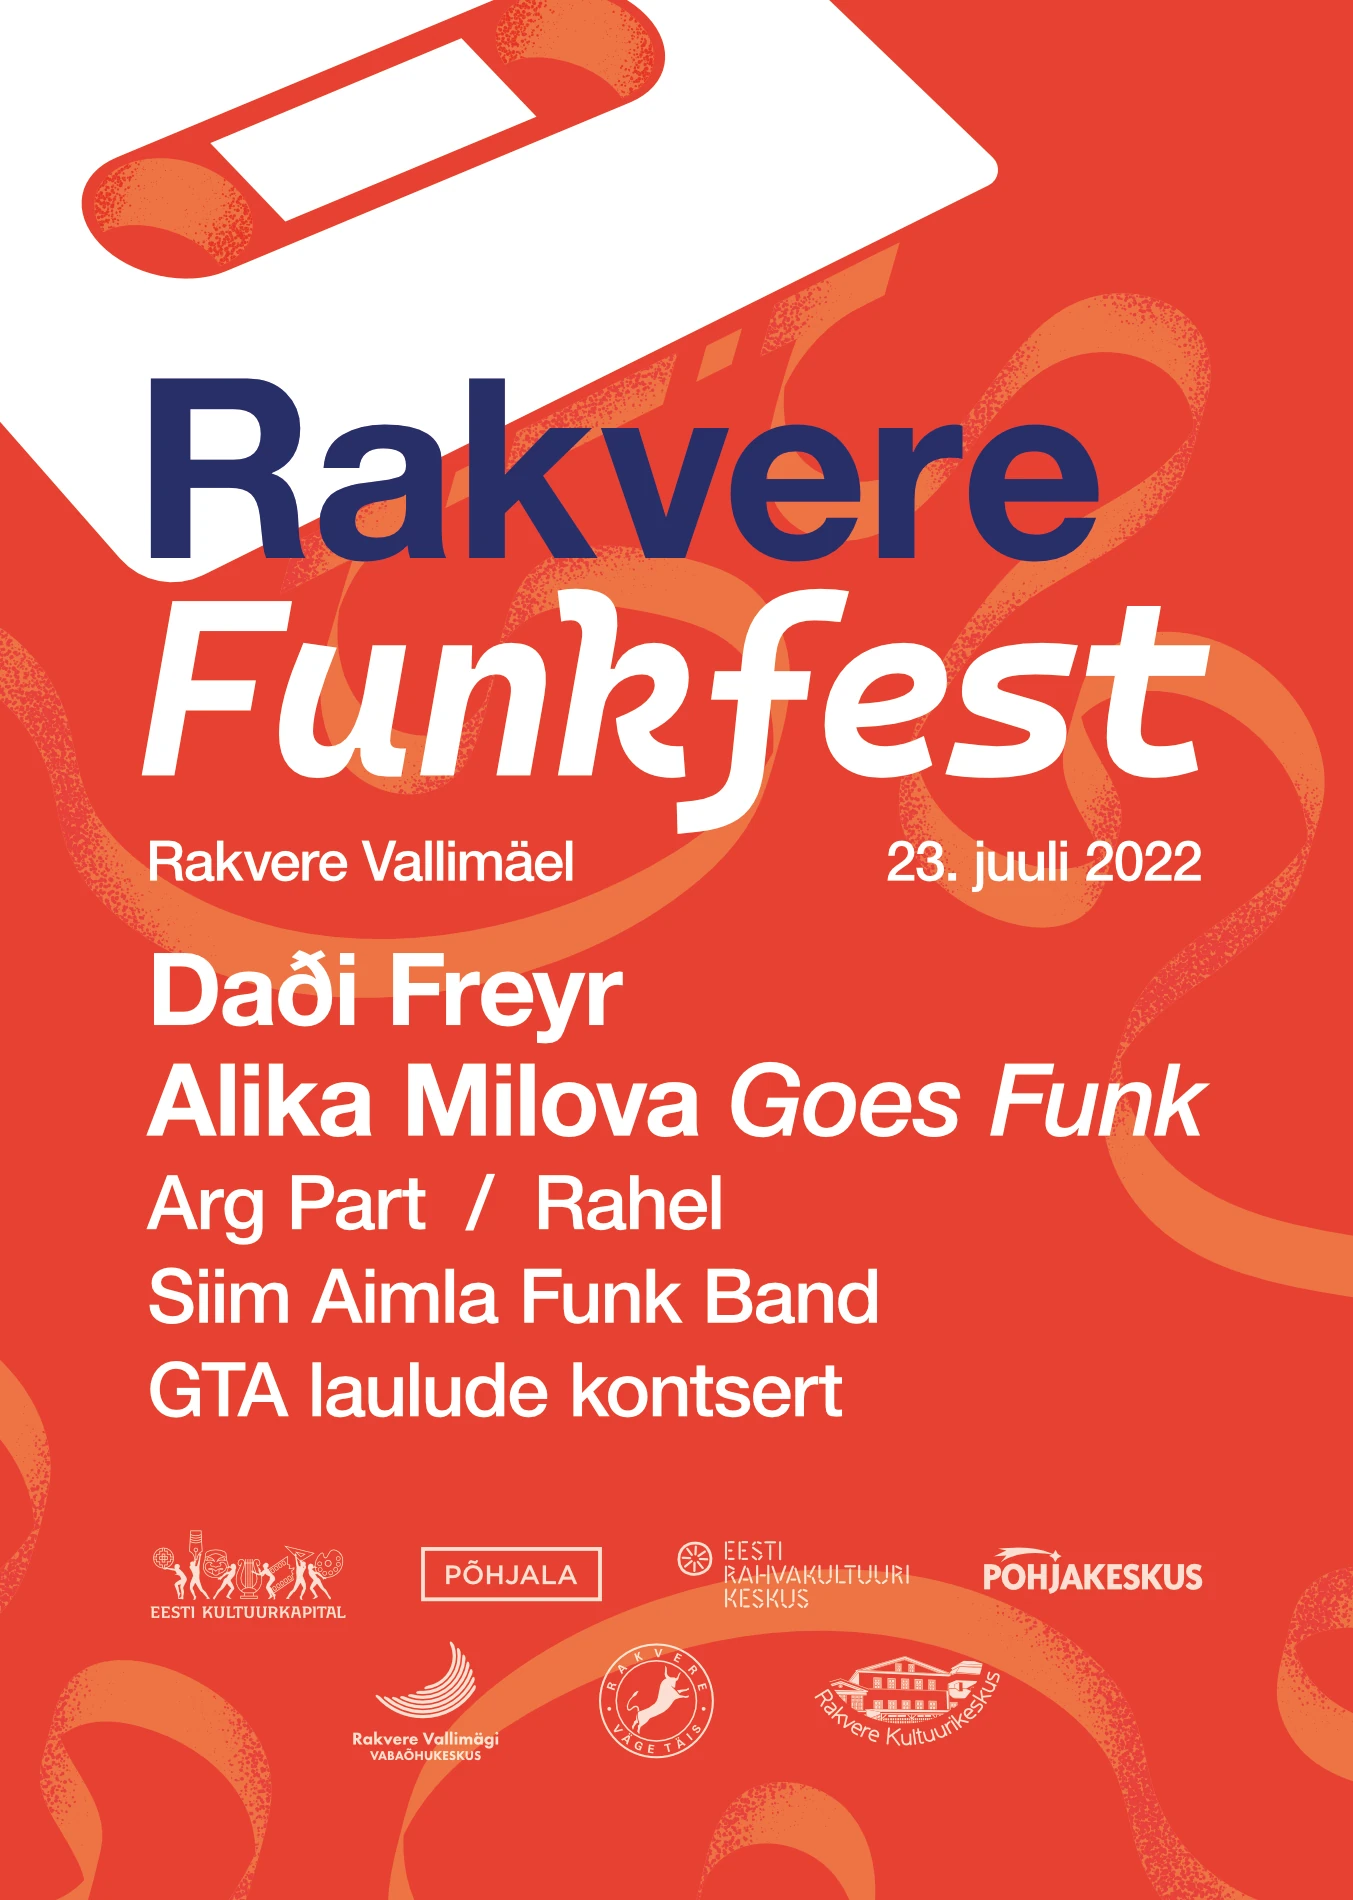 Rakvere
Funkfest
Rakvere Vallimäel
23. juuli 2022
Daði Freyr
Alika Milova Goes Funk
Arg Part / Rahel
Siim Aimla Funk Band
GTA laulude kontsert
EESTI KULTUURKAPITAL
PÕHJALA
EESTI
RAHVAKULTUURI
KESKUS
PÕHJAKESKUS
Rakvere Vallimägi
VABAÕHUKESKUS
RAKVERE
VÄGE TÄIS
Rakvere Kultuurikeskus